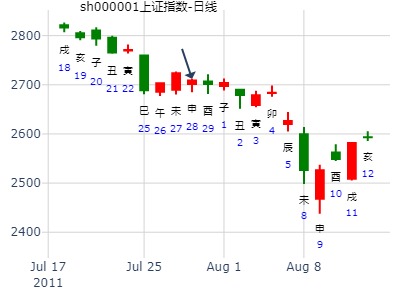 sh000001上证指数-日线
2800
2700
2600
2500
2400
戌
18
亥
19
子
20
丑
21
寅
22
巳
25
午
26
未
27
申
28
酉
29
子
1
丑
2
寅
3
卯
4
辰
5
未
8
申
9
酉
10
戌
11
亥
12
Jul 17
2011
Jul 25
Aug 1
Aug 8